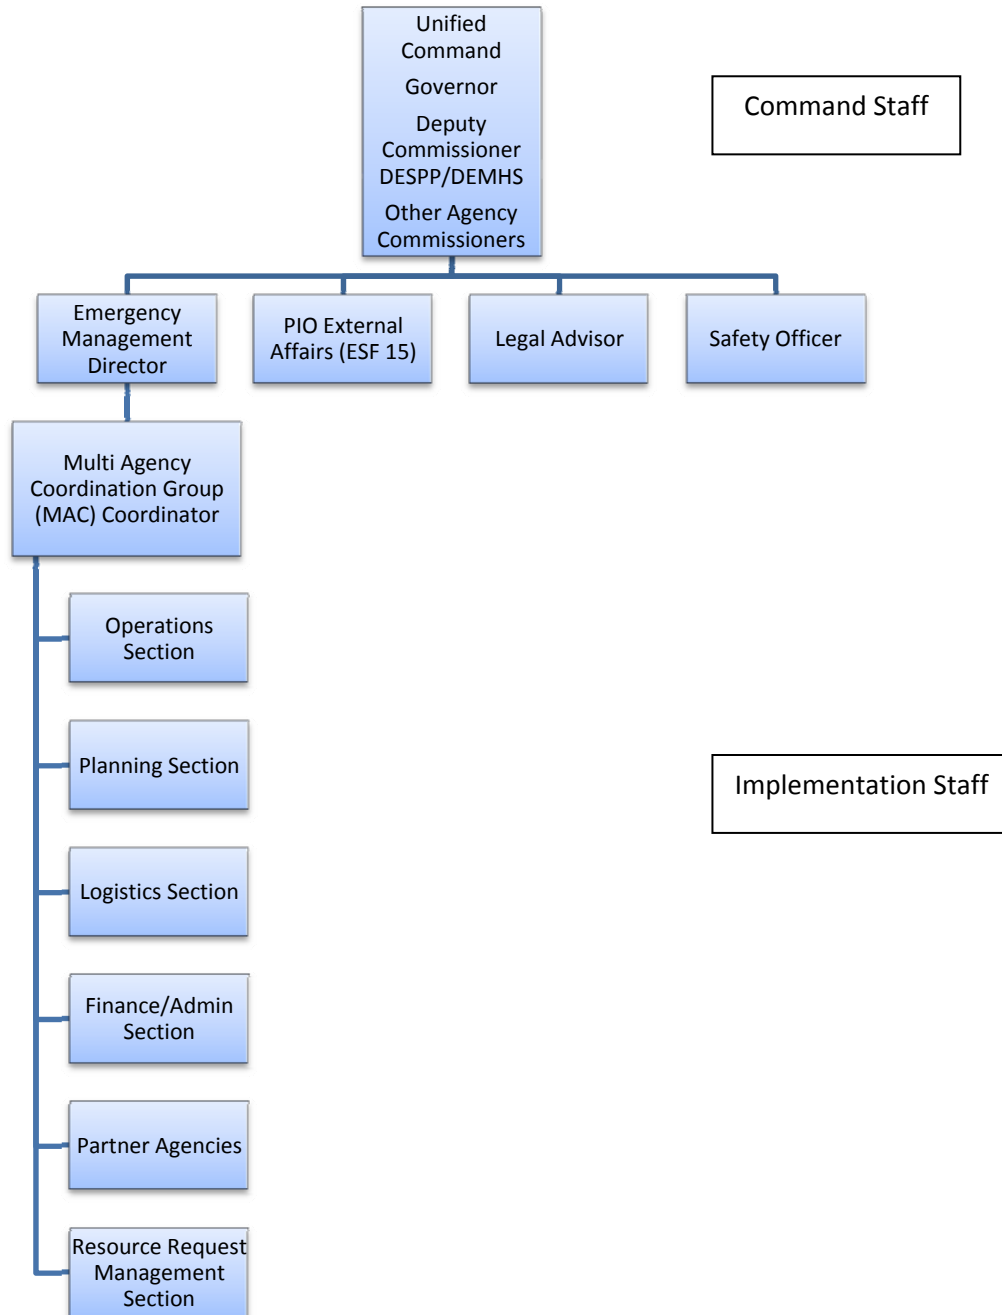 Unified
Command
Governor
Deputy
Commissioner
DESPP/DEMHS
Other Agency
Commissioners
Command Staff
Emergency
Management
Director
PIO External
Affairs (ESF 15)
Legal Advisor
Safety Officer
Multi Agency
Coordination Group
(MAC) Coordinator
Operations
Section
Planning Section
Implementation Staff
Logistics Section
Finance/Admin
Section
Partner Agencies
Resource Request
Management
Section